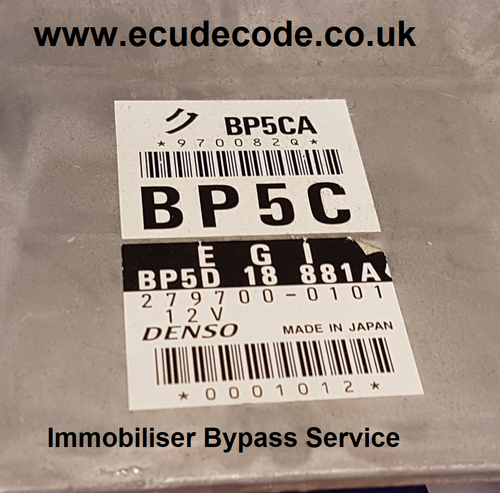 www.ecudecode.co.uk
ク BP5CA
*970082Q*
BP5C
E G I
BP5D 18 881A
279700-0101
12V
DENSO MADE IN JAPAN
*0001012*
Immobiliser Bypass Service